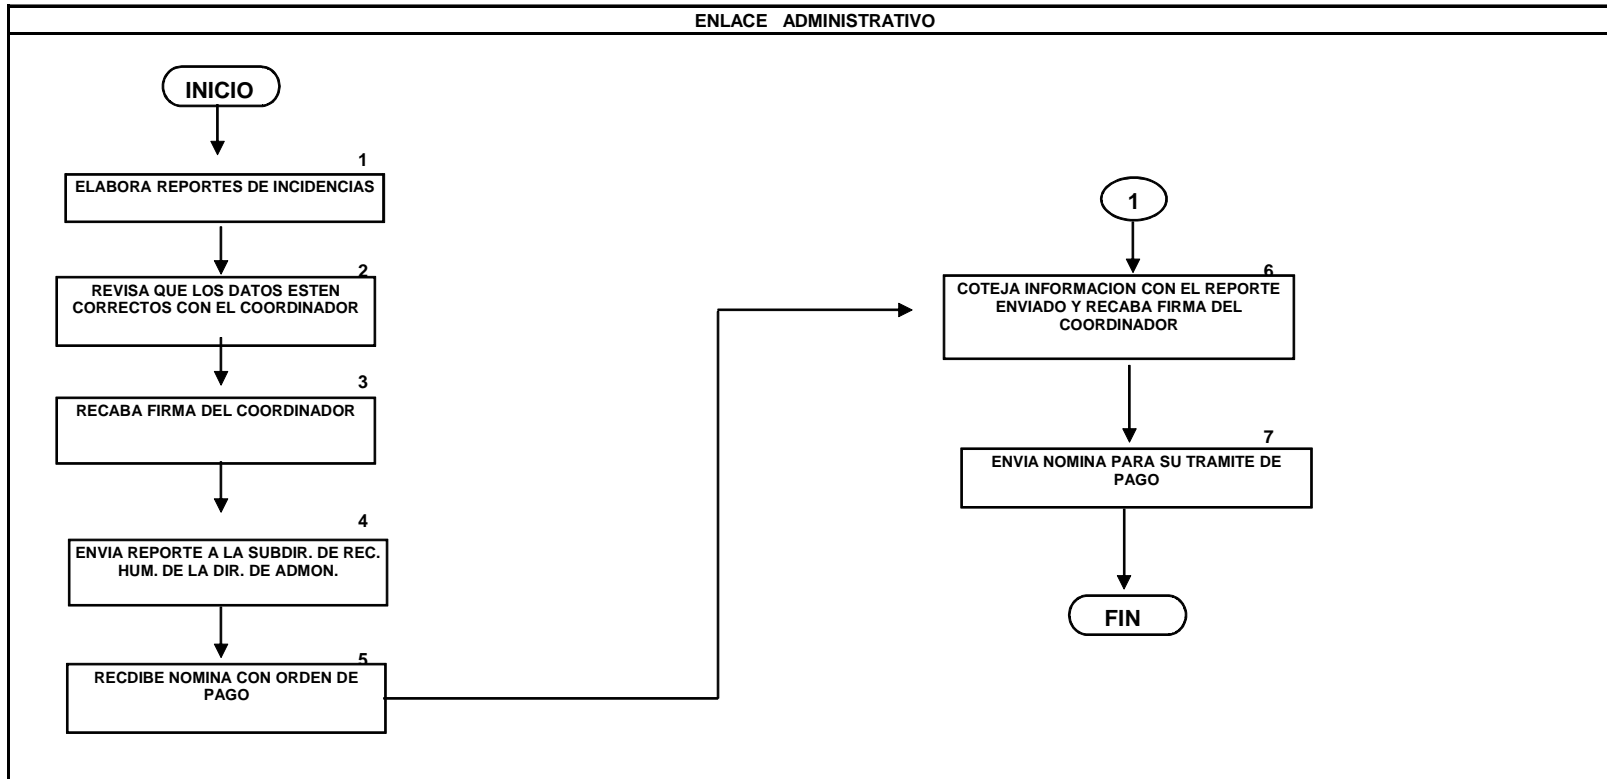 ENLACE ADMINISTRATIVO
INICIO
1
ELABORA REPORTES DE INCIDENCIAS
2
REVISA QUE LOS DATOS ESTEN
CORRECTOS CON EL COORDINADOR
3
RECABA FIRMA DEL COORDINADOR
4
ENVIA REPORTE A LA SUBDIR. DE REC.
HUM. DE LA DIR. DE ADMON.
5
RECDIBE NOMINA CON ORDEN DE
PAGO
1
6
COTEJA INFORMACION CON EL REPORTE
ENVIADO Y RECABA FIRMA DEL
COORDINADOR
7
ENVIA NOMINA PARA SU TRAMITE DE
PAGO
FIN